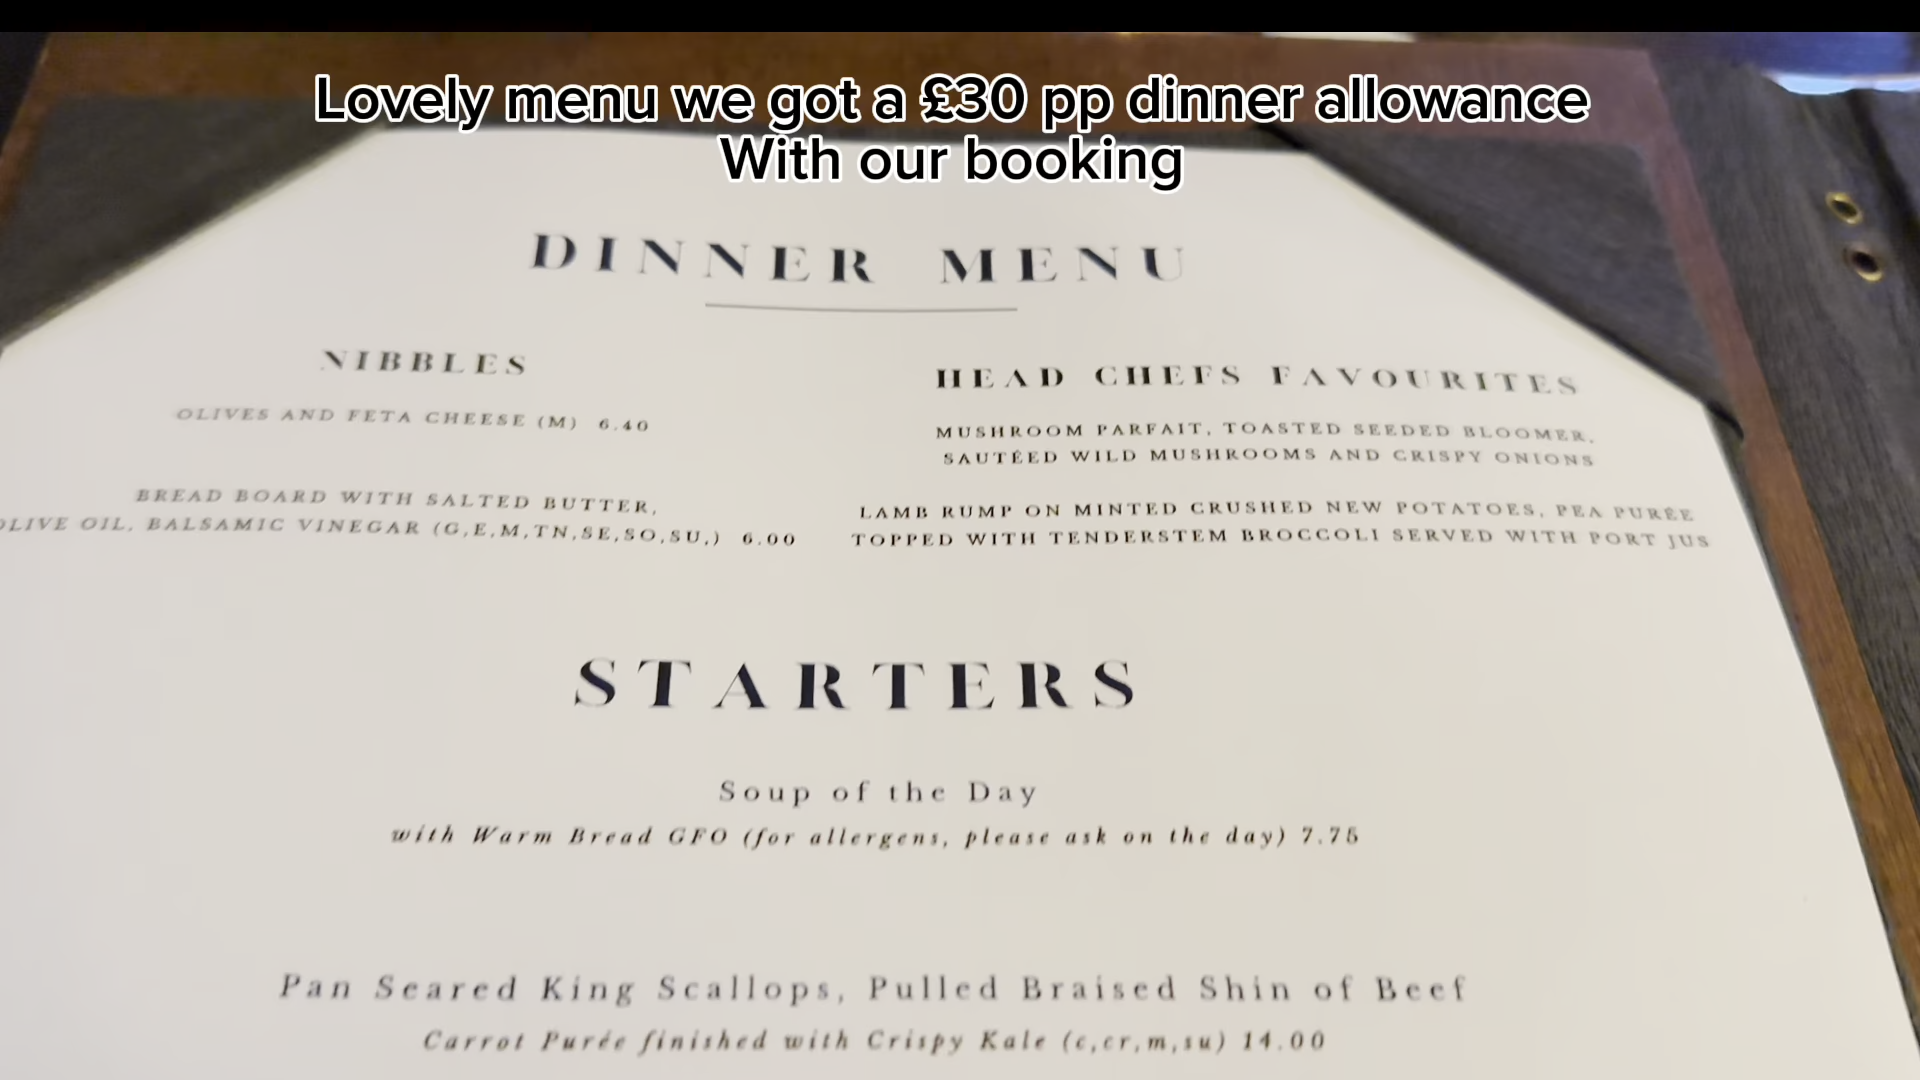 Lovely menu we got a £30 pp dinner allowance
With our booking
DINNER MENU
NIBBLES
OLIVES AND FETA CHEESE (M) 6.40
BREAD BOARD WITH SALTED BUTTER,
OLIVE OIL, BALSAMIC VINEGAR (G,E,M,TN,SE,SO,SU,) 6.00
HEAD CHEFS FAVOURITES
MUSHROOM PARFAIT, TOASTED SEEDED BLOOMER,
SAUTÉED WILD MUSHROOMS AND CRISPY ONIONS
LAMB RUMP ON MINTED CRUSHED NEW POTATOES, PEA PURÉE
TOPPED WITH TENDERSTEM BROCCOLI SERVED WITH PORT JUS
STARTERS
Soup of the Day
with Warm Bread GFO (for allergens, please ask on the day) 7.75
Pan Seared King Scallops, Pulled Braised Shin of Beef
Carrot Purée finished with Crispy Kale (c,cr,m,su) 14.00